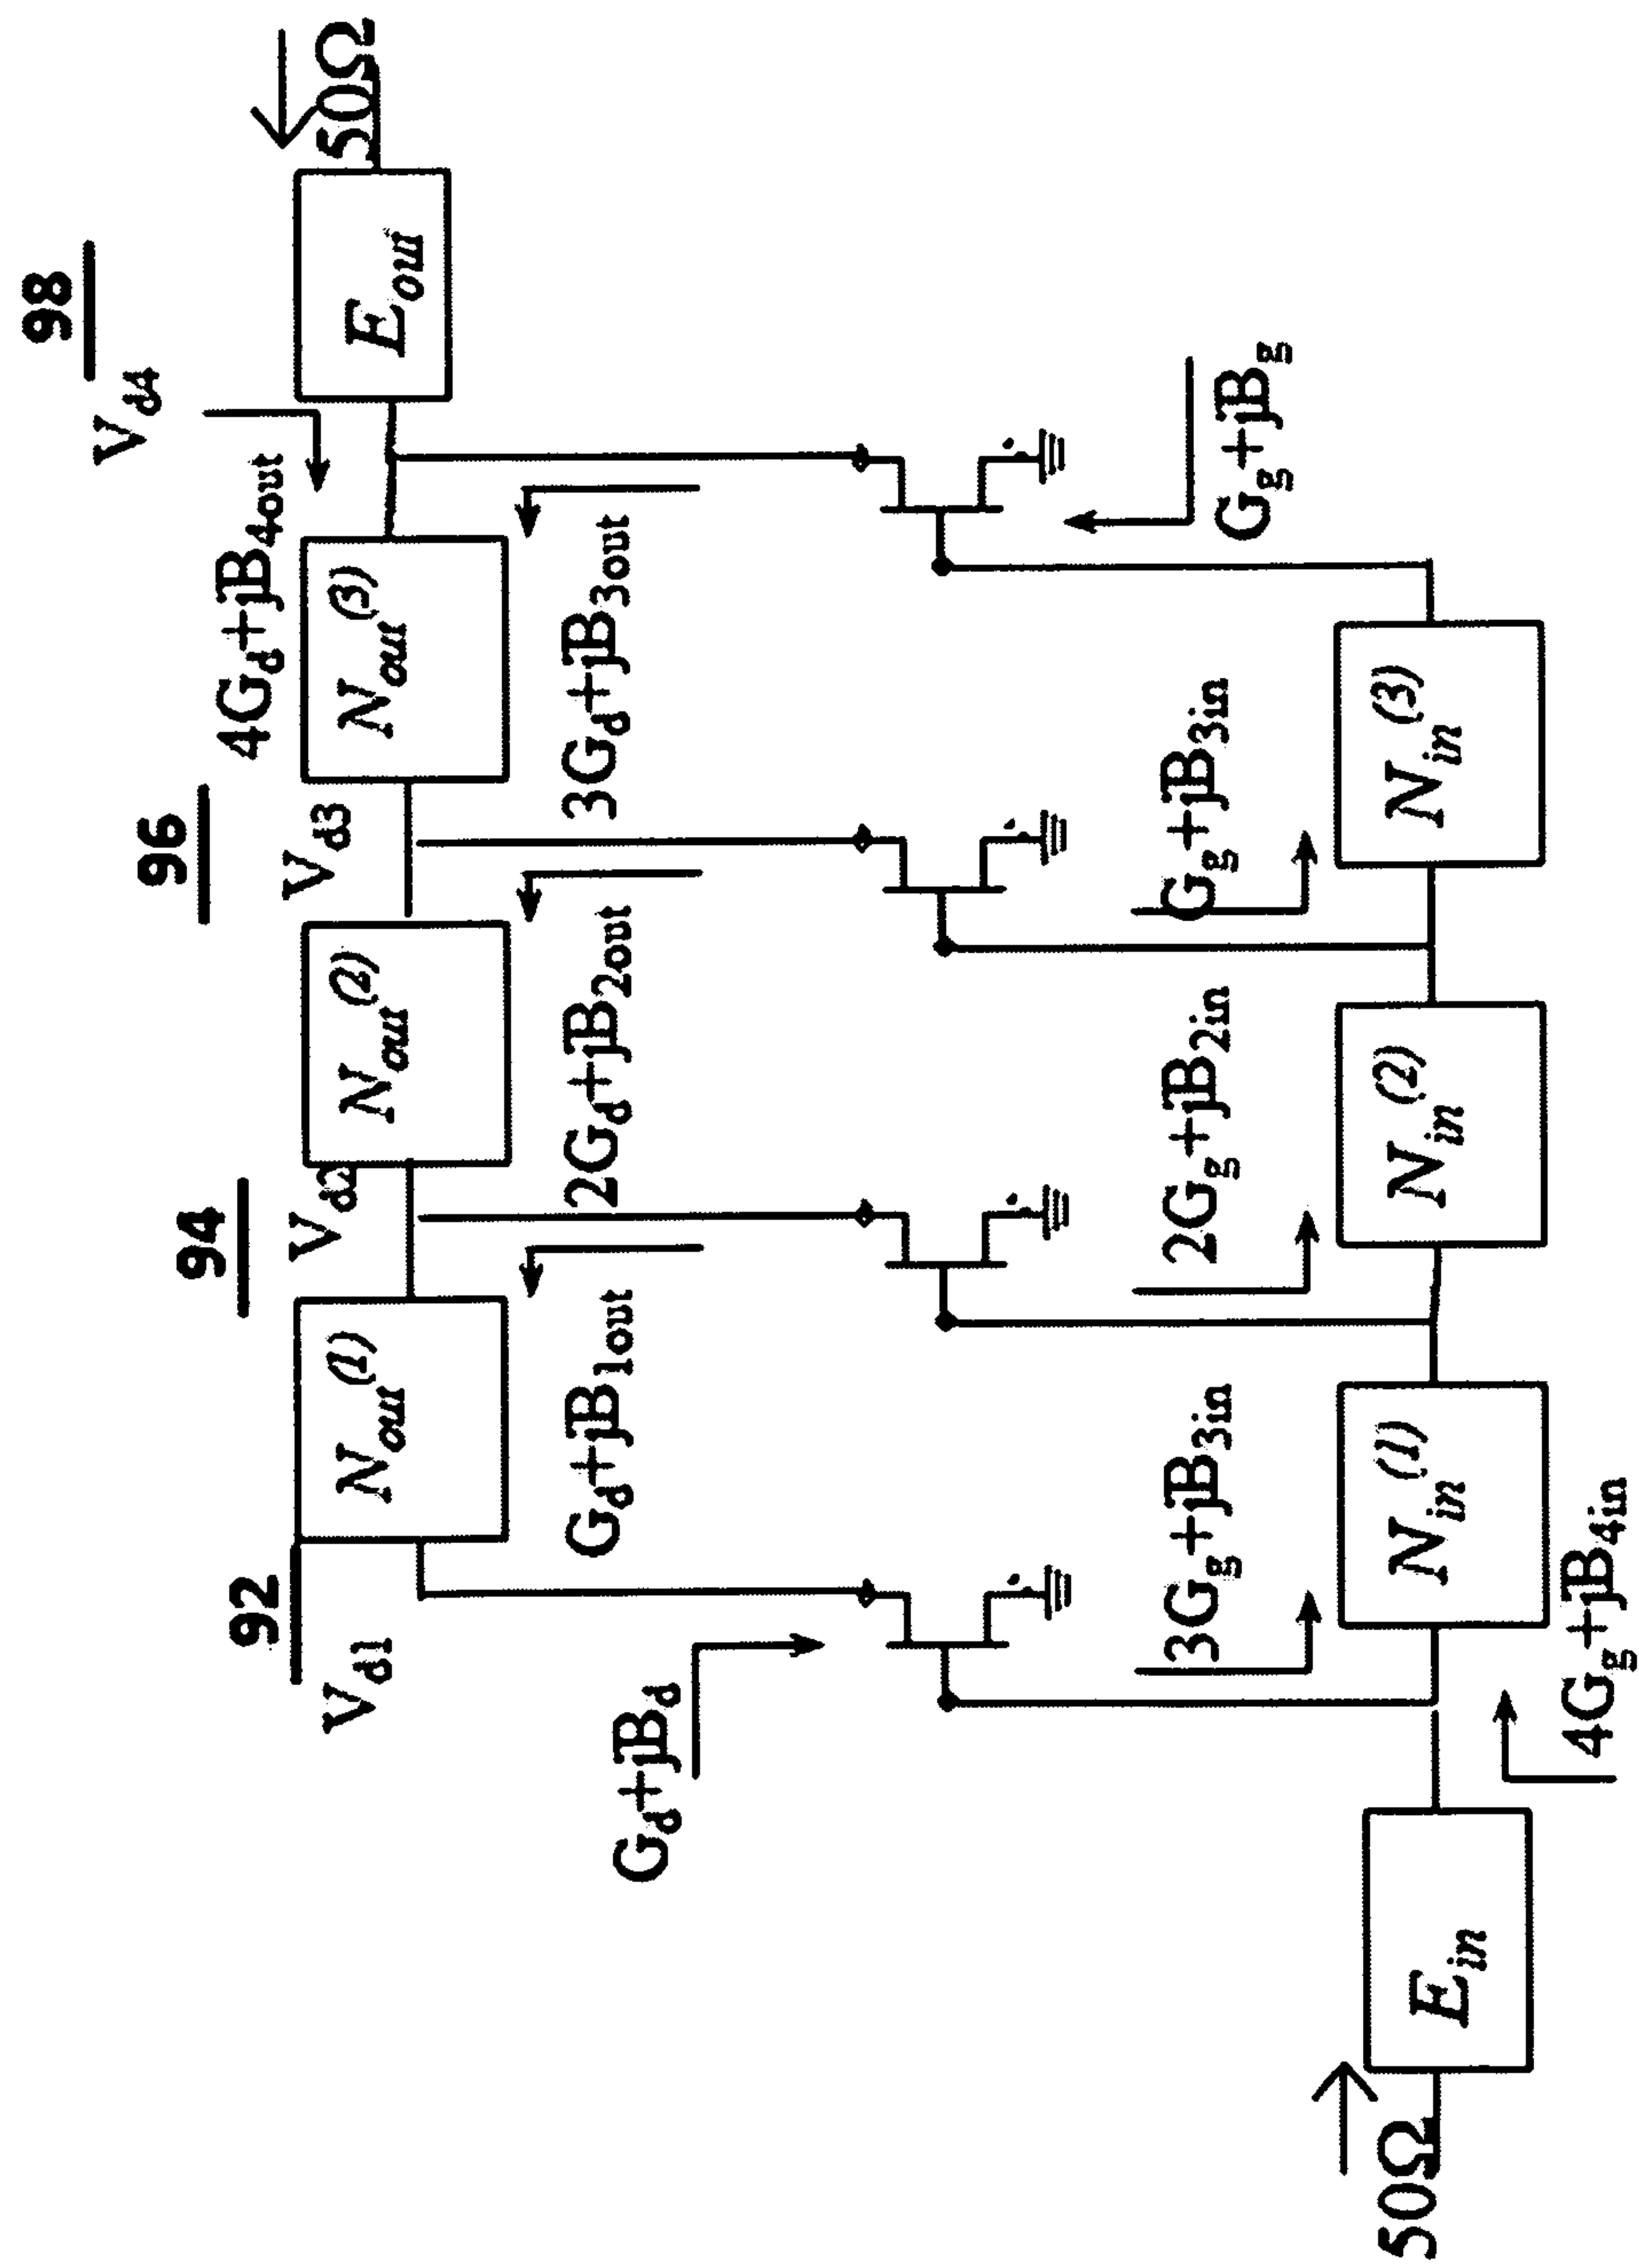 92
94
96
98
V_d1
V_d2
V_d3
V_d4
4G_d+jB_4out
N_out^(1)
N_out^(2)
N_out^(3)
E_out
50Ω
G_d+jB_d
G_d+jB_1out
2G_d+jB_2out
3G_d+jB_3out
G_g+jB_g
3G_g+jB_3in
2G_g+jB_2in
G_g+jB_3in
50Ω
E_in
N_in^(1)
N_in^(2)
N_in^(3)
4G_g+jB_4in